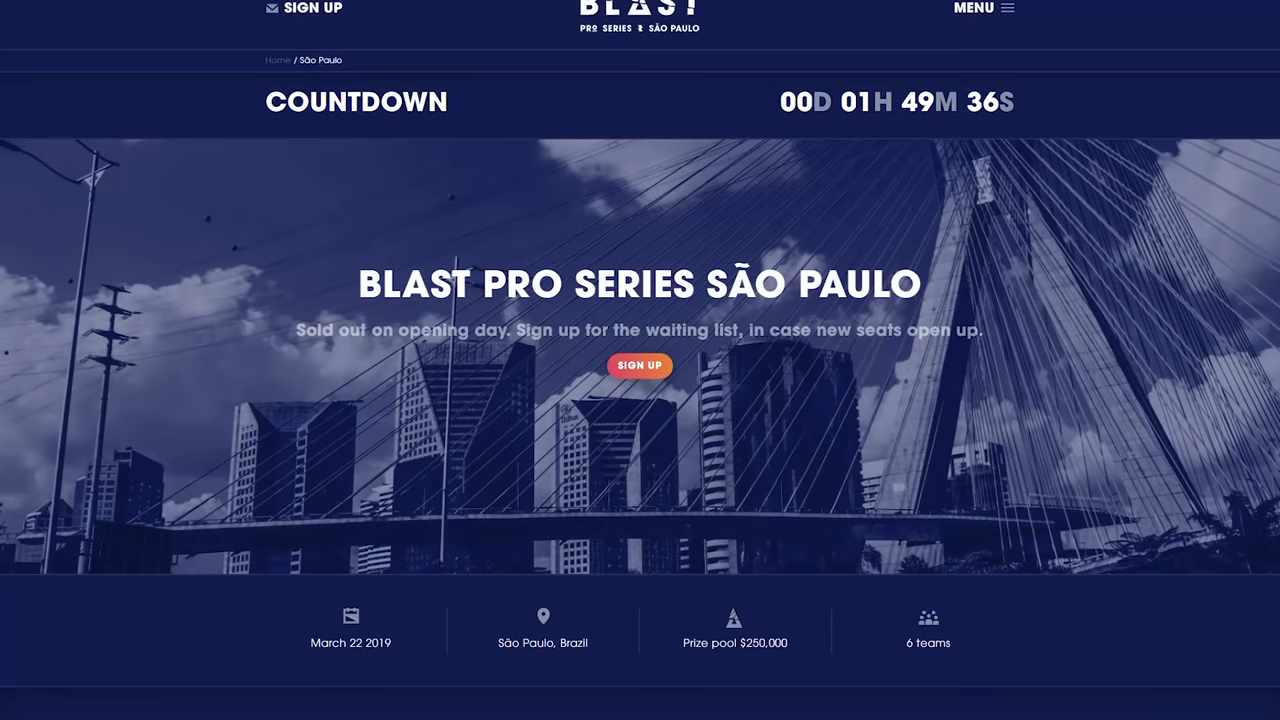 SIGN UP
BLAST
MENU
PRO SERIES SÃO PAULO
Home / São Paulo
COUNTDOWN
00D 01H 49M 36S
BLAST PRO SERIES SÃO PAULO
Sold out on opening day. Sign up for the waiting list, in case new seats open up.
SIGN UP
March 22 2019
São Paulo, Brazil
Prize pool $250,000
6 teams